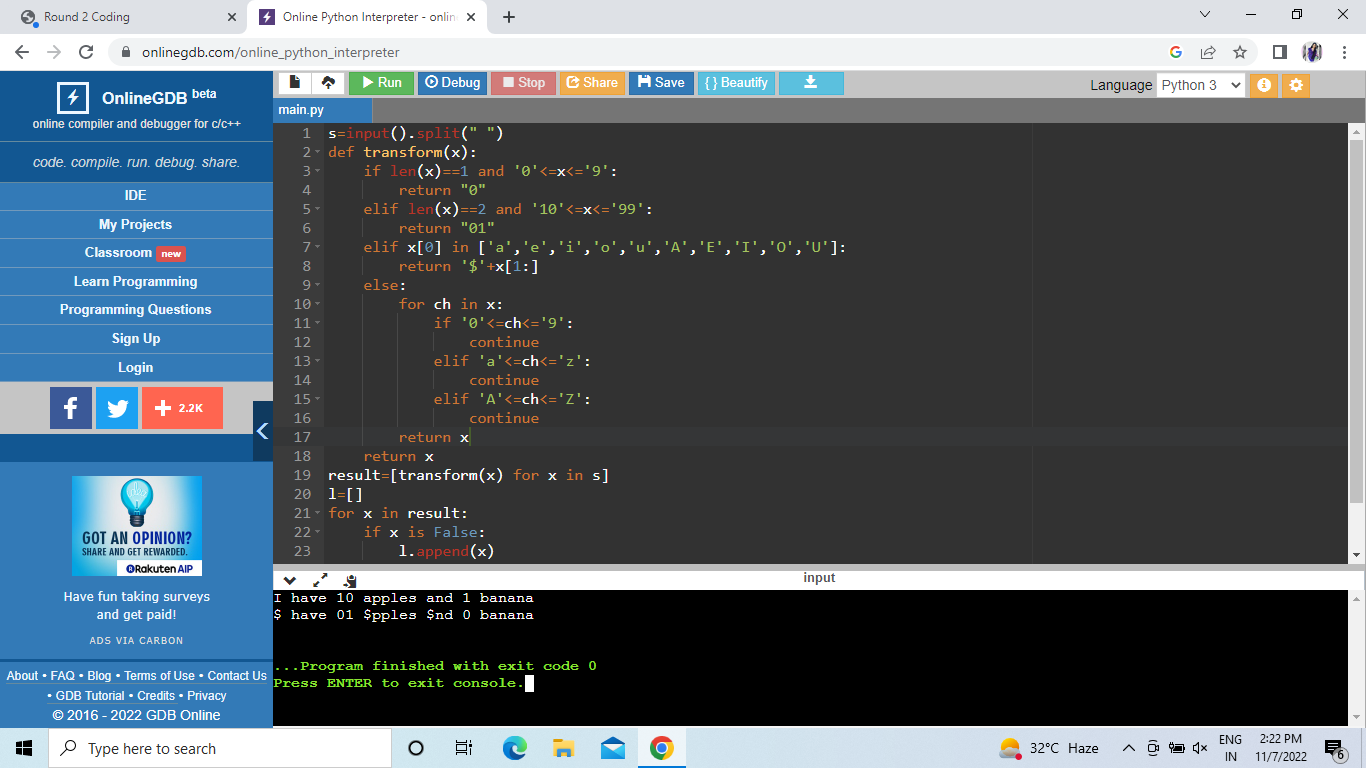 Round 2 Coding
Online Python Interpreter - onlin
onlinegdb.com/online_python_interpreter
OnlineGDB beta
online compiler and debugger for c/c++
code. compile. run. debug. share.
IDE
My Projects
Classroom new
Learn Programming
Programming Questions
Sign Up
Login
2.2K
GOT AN OPINION?
SHARE AND GET REWARDED.
Rakuten AIP
Have fun taking surveys
and get paid!
ADS VIA CARBON
About • FAQ • Blog • Terms of Use • Contact Us
• GDB Tutorial • Credits • Privacy
© 2016 - 2022 GDB Online
Run Debug Stop Share Save { } Beautify
Language Python 3
main.py
1 s=input().split(" ")
2 def transform(x):
3 if len(x)==1 and '0'<=x<='9':
4 return "0"
5 elif len(x)==2 and '10'<=x<='99':
6 return "01"
7 elif x[0] in ['a','e','i','o','u','A','E','I','O','U']:
8 return '$'+x[1:]
9 else:
10 for ch in x:
11 if '0'<=ch<='9':
12 continue
13 elif 'a'<=ch<='z':
14 continue
15 elif 'A'<=ch<='Z':
16 continue
17 return x
18 return x
19 result=[transform(x) for x in s]
20 l=[]
21 for x in result:
22 if x is False:
23 l.append(x)
input
I have 10 apples and 1 banana
$ have 01 $pples $nd 0 banana
...Program finished with exit code 0
Press ENTER to exit console.
Type here to search
32°C Haze
ENG
IN
2:22 PM
11/7/2022
6